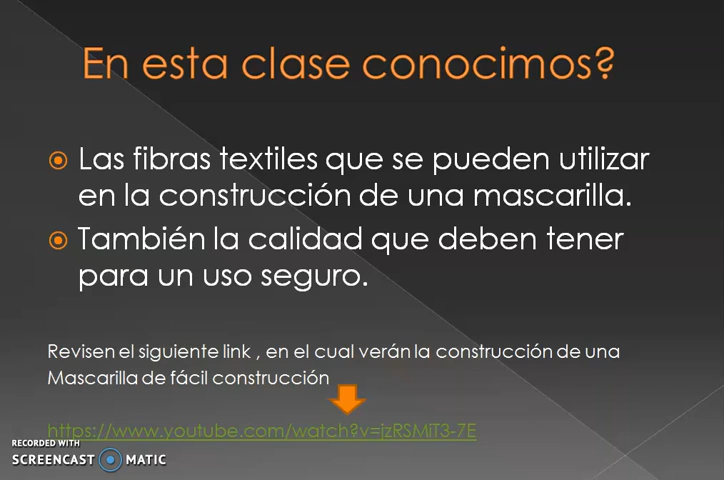 En esta clase conocimos?
Las fibras textiles que se pueden utilizar
en la construcción de una mascarilla.
También la calidad que deben tener
para un uso seguro.
Revisen el siguiente link , en el cual verán la construcción de una
Mascarilla de fácil construcción
https://www.youtube.com/watch?v=jzRSMiT3-7E
RECORDED WITH
SCREENCAST MATIC